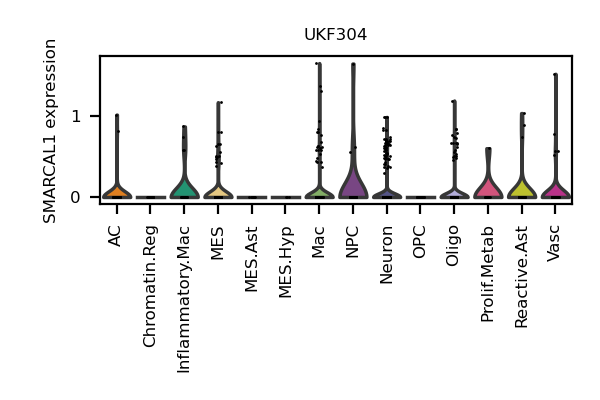 UKF304
SMARCAL1 expression
1
0
AC
Chromatin.Reg
Inflammatory.Mac
MES
MES.Ast
MES.Hyp
Mac
NPC
Neuron
OPC
Oligo
Prolif.Metab
Reactive.Ast
Vasc